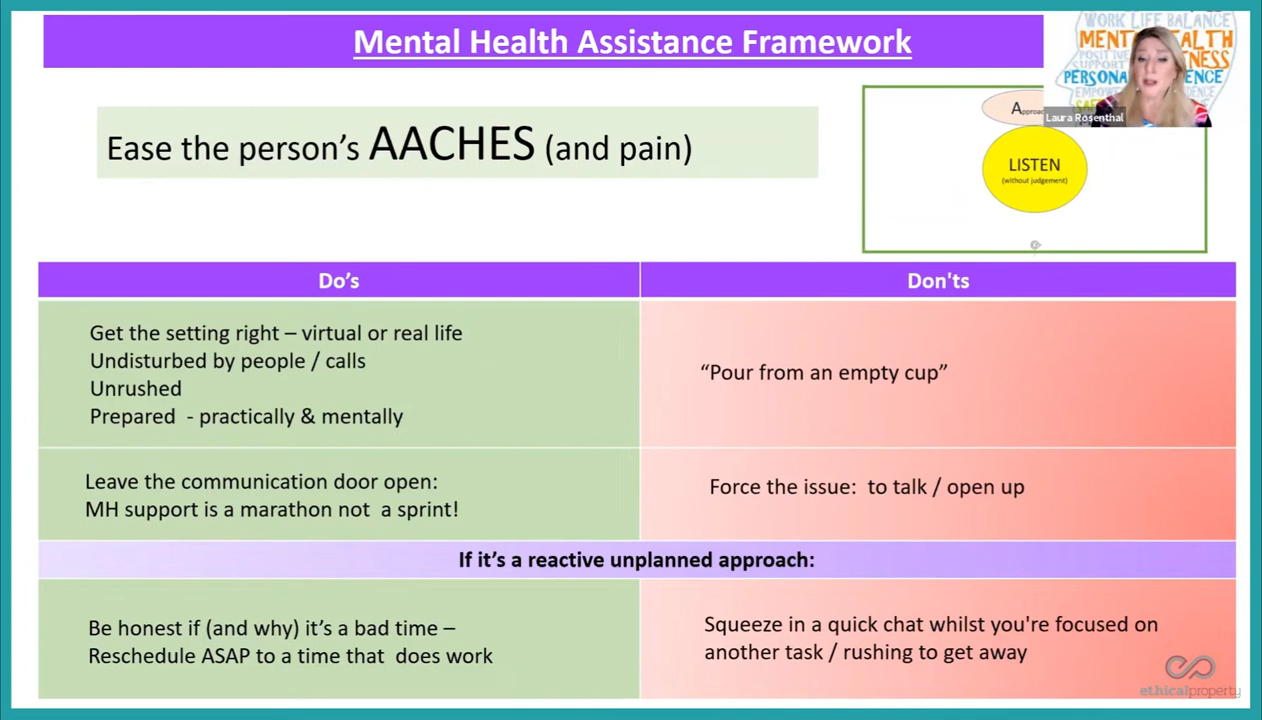 Mental Health Assistance Framework
WORK LIFE BALANCE
Laura Rosenthal
Ease the person's AACHES (and pain)
LISTEN
(without judgement)
Do's
Don'ts
Get the setting right – virtual or real life
Undisturbed by people / calls
Unrushed
Prepared - practically & mentally
“Pour from an empty cup”
Leave the communication door open:
MH support is a marathon not a sprint!
Force the issue: to talk / open up
If it’s a reactive unplanned approach:
Be honest if (and why) it’s a bad time –
Reschedule ASAP to a time that does work
Squeeze in a quick chat whilst you're focused on
another task / rushing to get away
ethicalproperty